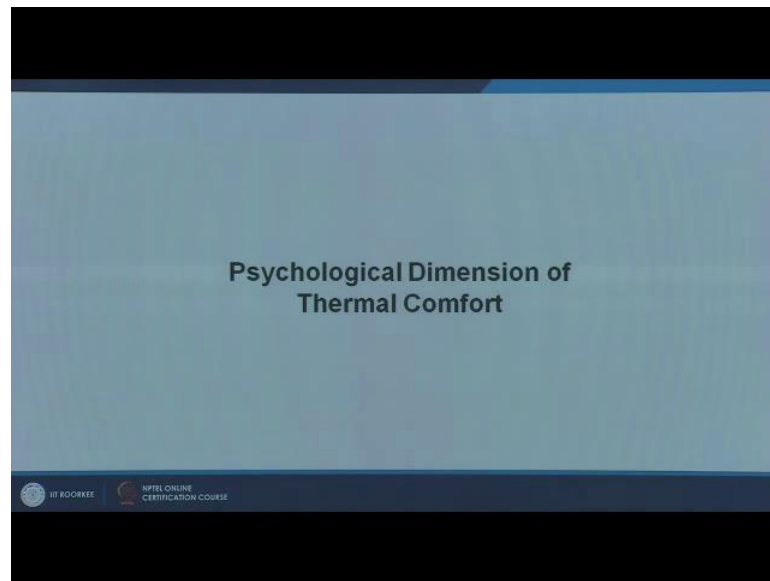 Psychological Dimension of
Thermal Comfort
IIT ROORKEE
NPTEL ONLINE
CERTIFICATION COURSE